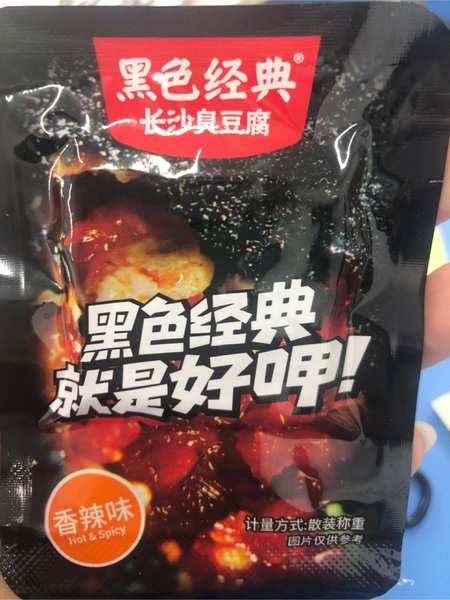 黑色经典®
长沙臭豆腐
黑色经典
就是好呷!
香辣味
Hot & Spicy
计量方式:散装称重
图片仅供参考